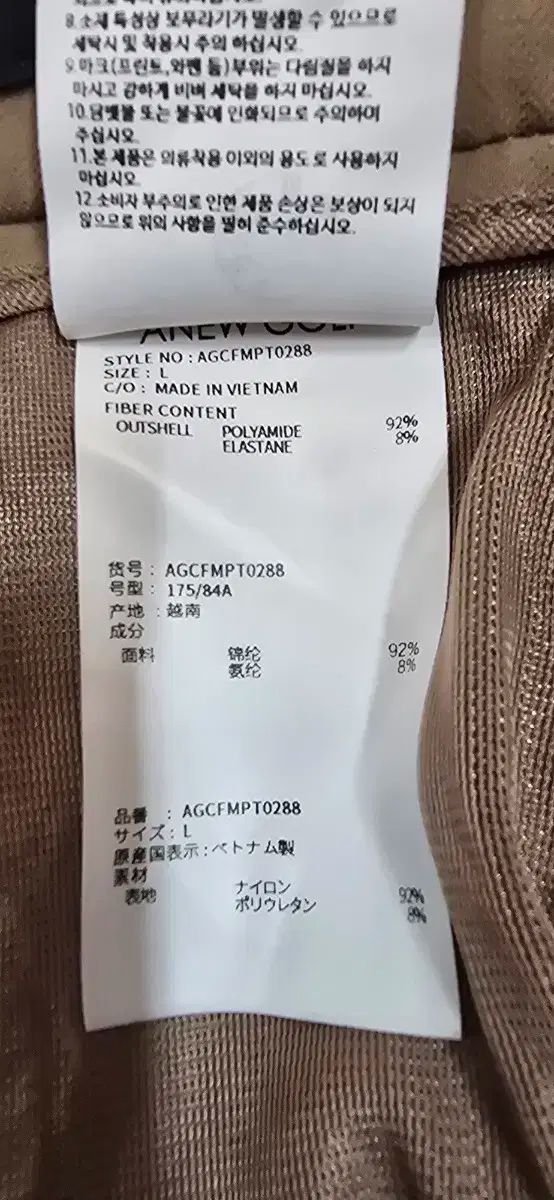 8.소재 특성상 보푸라기가 발생할 수 있으므로
세탁시 및 착용시 주의 하십시오.
9.마크(프린트,와펜 등)부위는 다림질을 하지
마시고 강하게 비벼 세탁을 하지 마십시오.
10.담뱃불 또는 불꽃에 인화되므로 주의하여
주십시오.
11.본 제품은 의류착용 이외의 용도로 사용하지
마십시오.
12.소비자 부주의로 인한 제품 손상은 보상이 되지
않으므로 위의 사항을 필히 준수하십시오.
ANEW GOLF
STYLE NO : AGCFMPT0288
SIZE : L
C/O : MADE IN VIETNAM
FIBER CONTENT
OUTSHELL POLYAMIDE 92%
ELASTANE 8%
货号 : AGCFMPT0288
号型 : 175/84A
产地 : 越南
成分
面料 锦纶 92%
氨纶 8%
品番 : AGCFMPT0288
サイズ : L
原産国表示 : ベトナム製
素材
表地 ナイロン 92%
ポリウレタン 8%